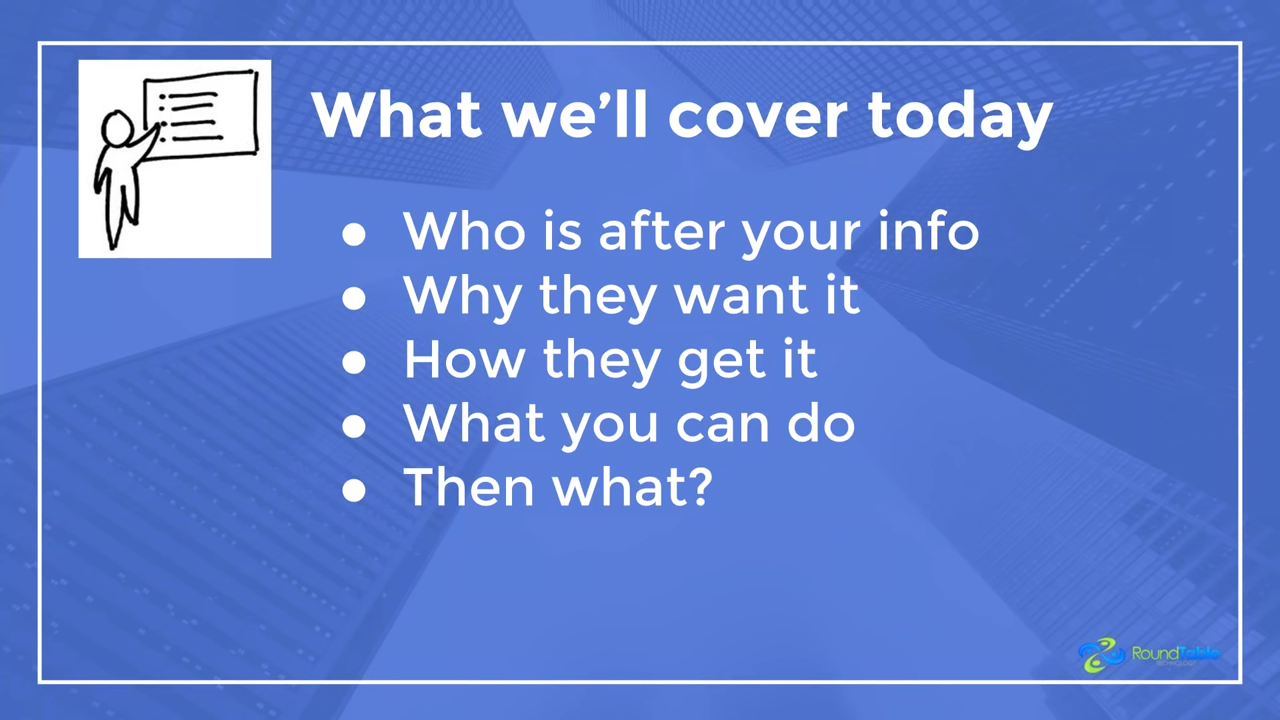 What we’ll cover today
● Who is after your info
● Why they want it
● How they get it
● What you can do
● Then what?
RoundTable
TECHNOLOGY